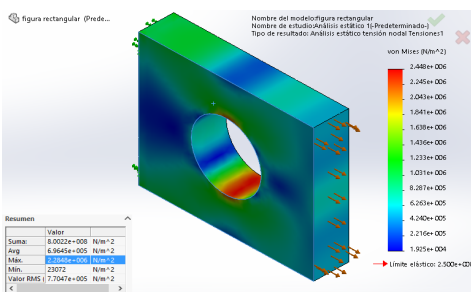 figura rectangular (Prede...
Nombre del modelo:figura rectangular
Nombre de estudio:Análisis estático 1(-Predeterminado-)
Tipo de resultado: Análisis estático tensión nodal Tensiones1
von Mises (N/m^2)
2.448e+006
2.245e+006
2.043e+006
1.841e+006
1.638e+006
1.436e+006
1.233e+006
1.031e+006
8.287e+005
6.263e+005
4.240e+005
2.216e+005
1.925e+004
Límite elástico: 2.500e+00
Resumen
Valor
Suma: 8.0022e+008 N/m^2
Avg 6.9645e+005 N/m^2
Máx. 2.2848e+006 N/m^2
Mín. 23072 N/m^2
Valor RMS 7.7047e+005 N/m^2